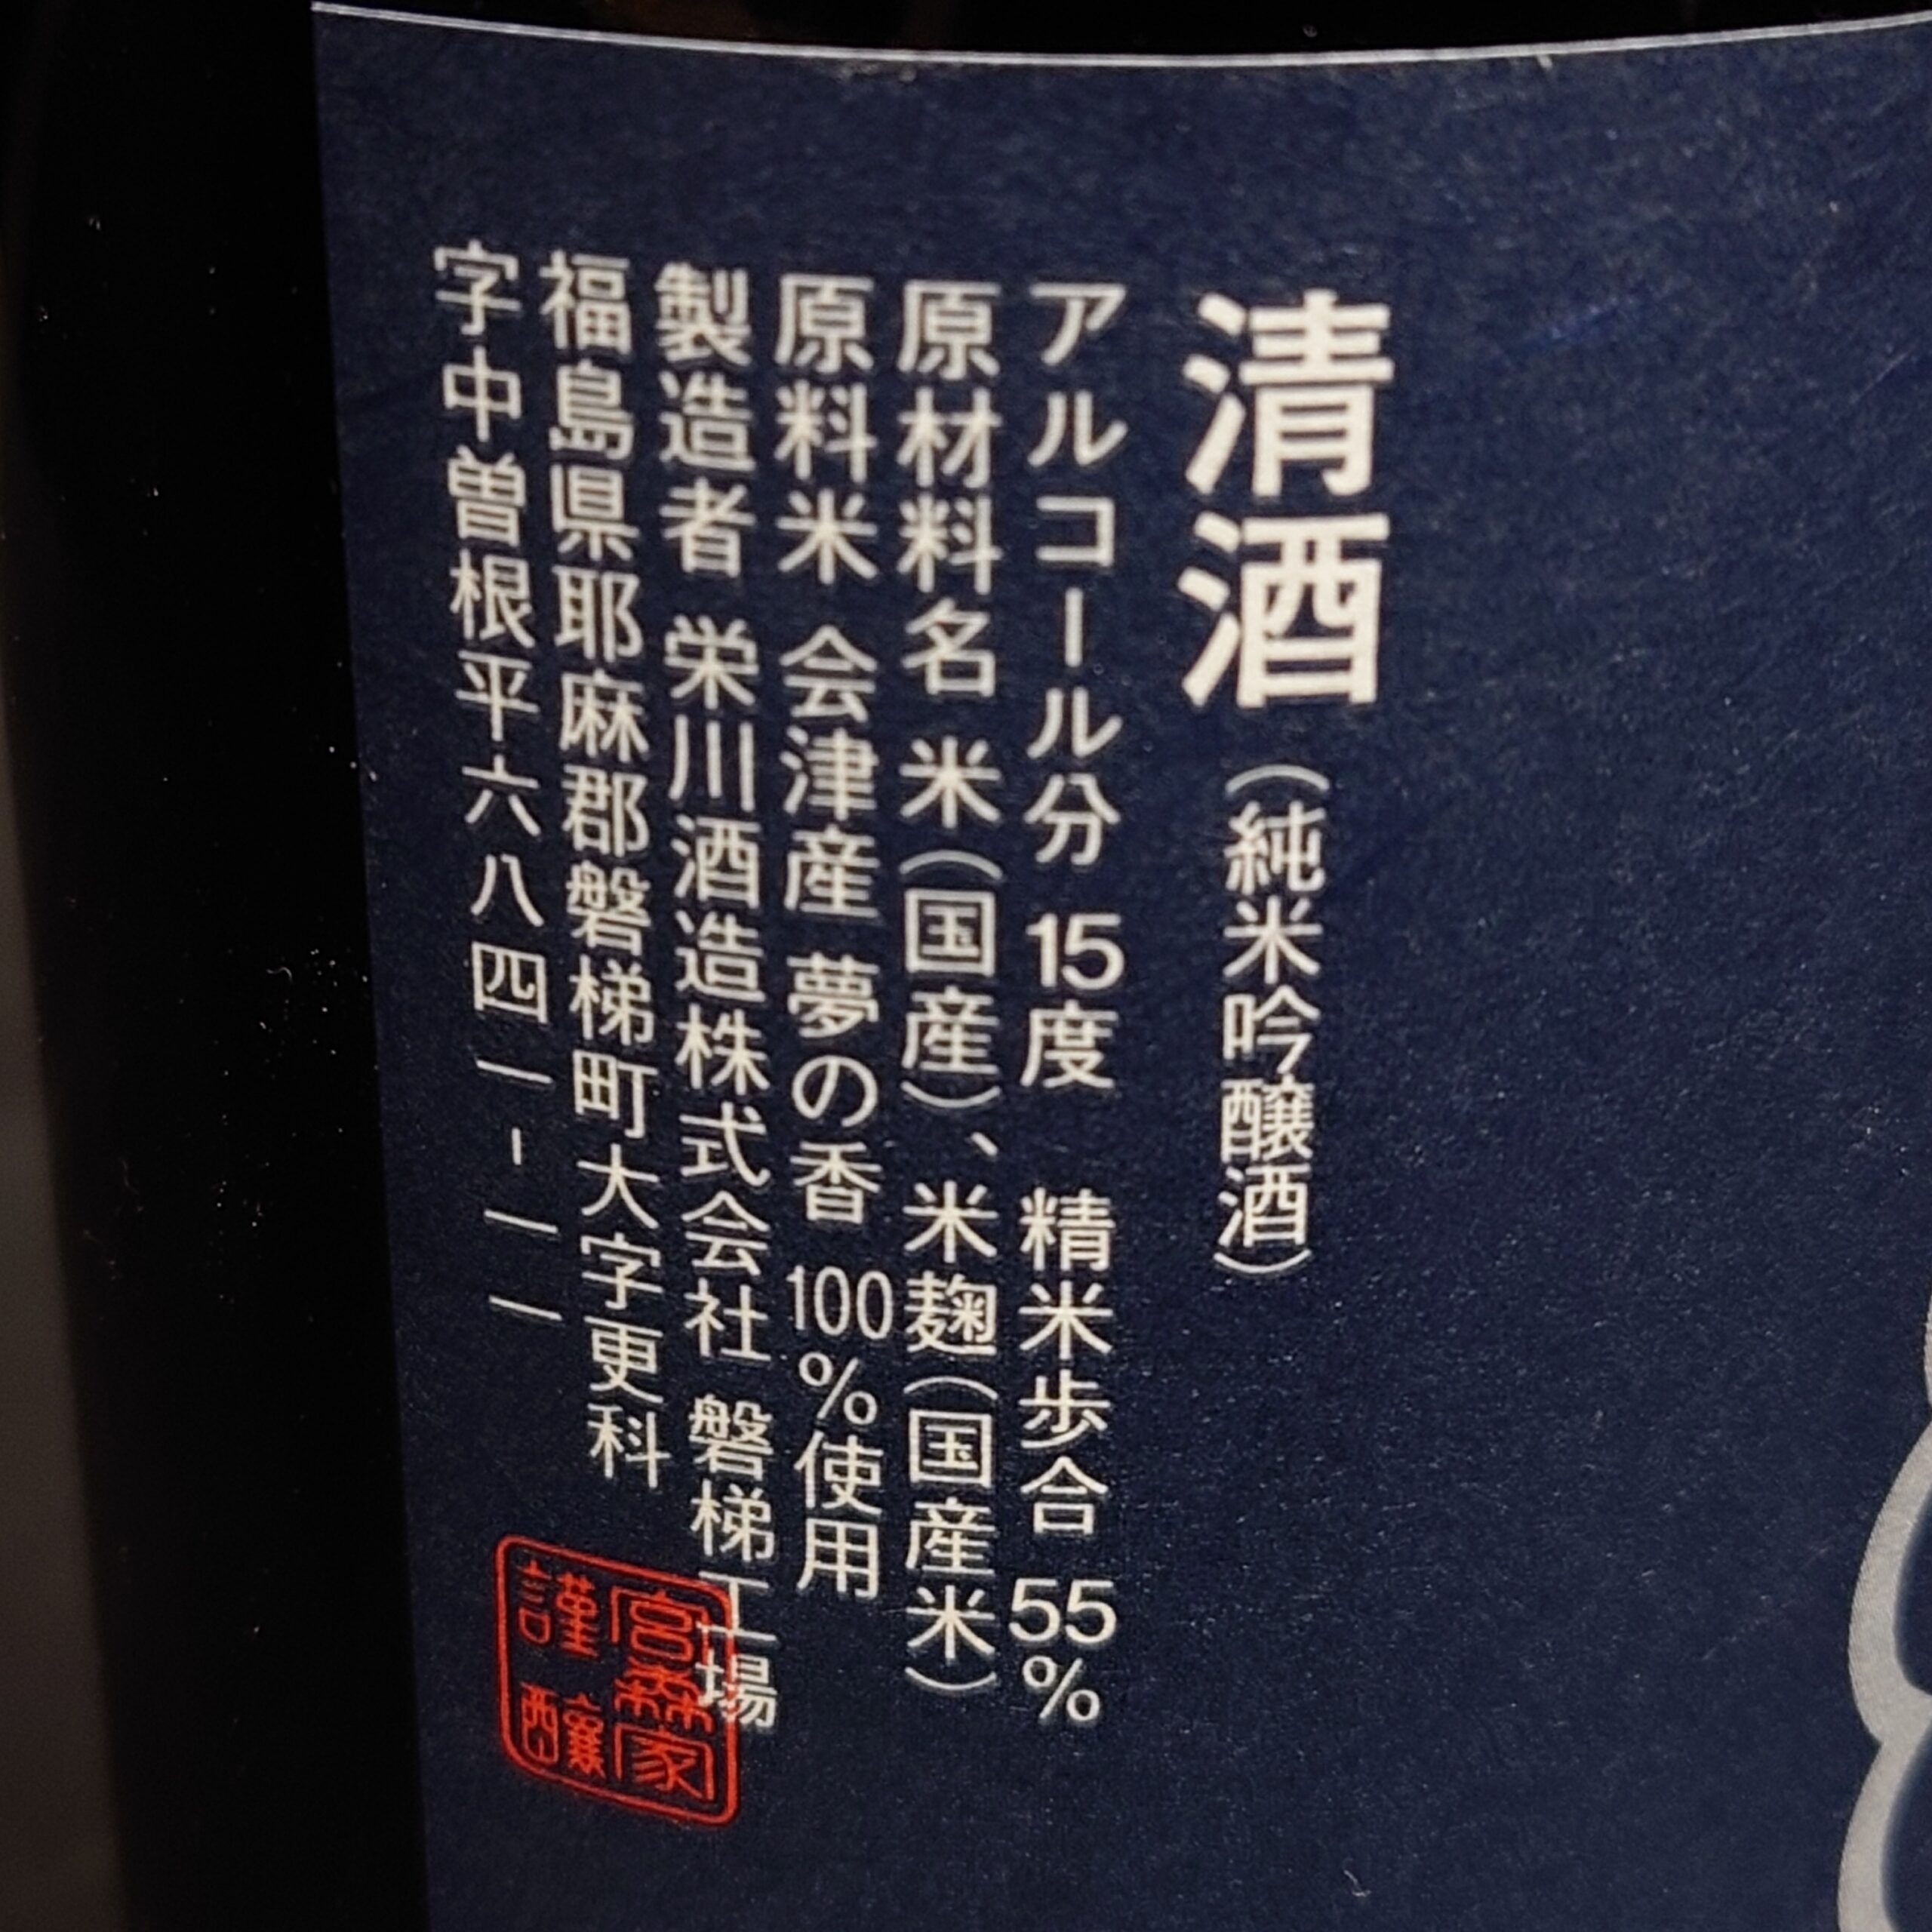 清酒（純米吟醸酒）
アルコール分 15度 精米歩合 55%
原材料名 米（国産）、米麹（国産米）
原料米 会津産 夢の香 100%使用
製造者 栄川酒造株式会社 磐梯工場
福島県耶麻郡磐梯町大字更科
字中曽根平六八四一-一一
宮森家
謹醸